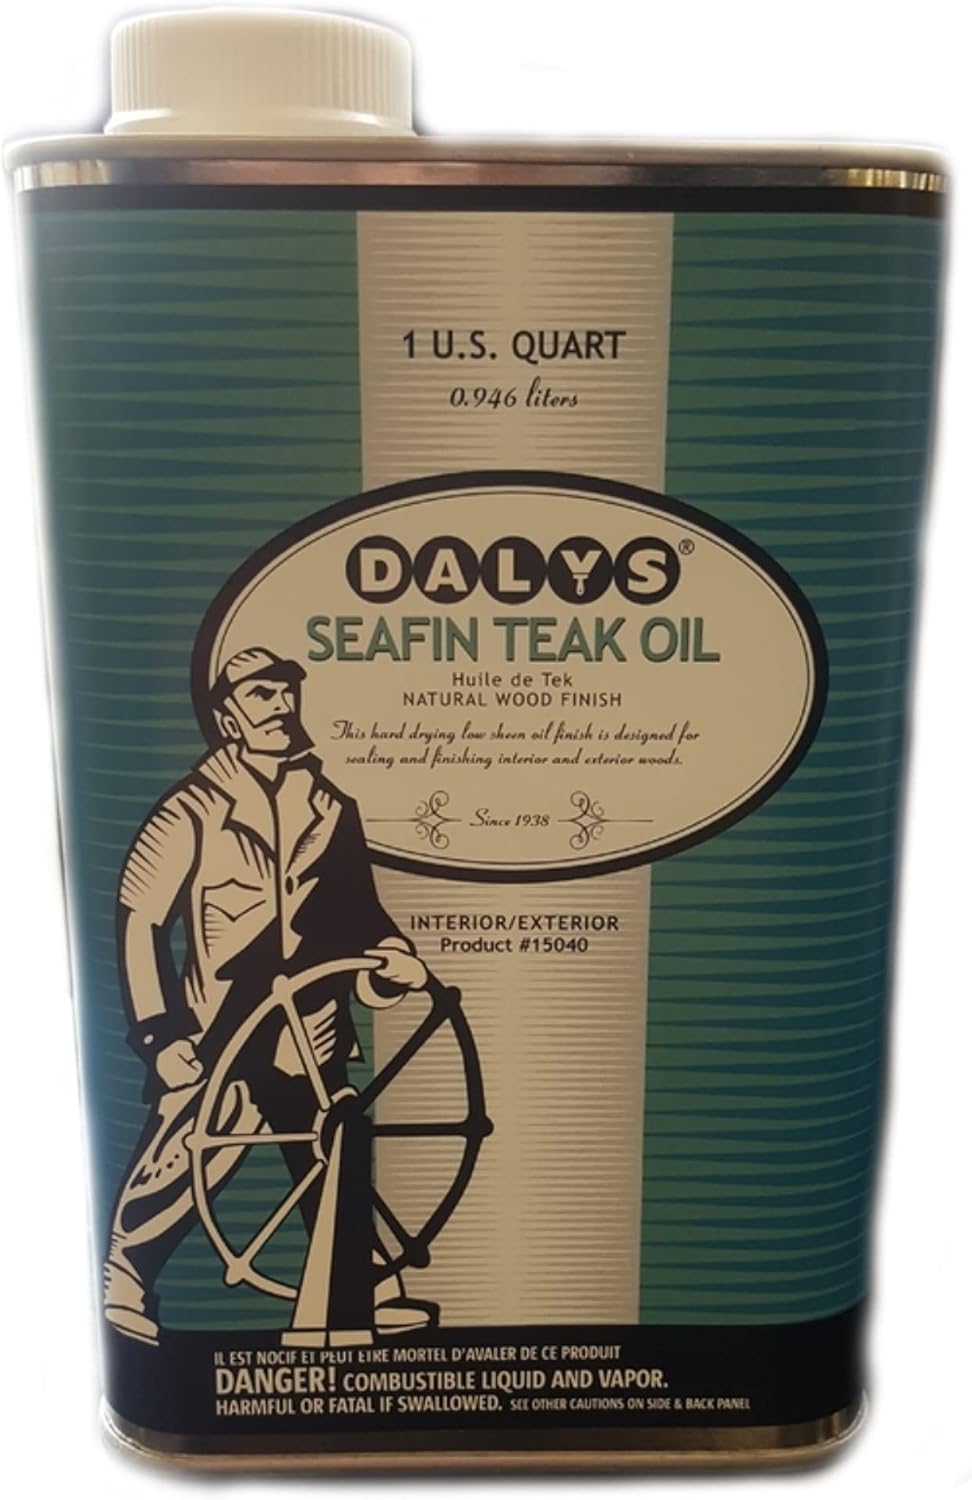 1 U.S. QUART
0.946 liters
DALYS®
SEAFIN TEAK OIL
Huile de Tek
NATURAL WOOD FINISH
This hard drying low sheen oil finish is designed for
sealing and finishing interior and exterior woods.
Since 1938
INTERIOR/EXTERIOR
Product #15040
IL EST NOCIF ET PEUT ETRE MORTEL D'AVALER DE CE PRODUIT
DANGER! COMBUSTIBLE LIQUID AND VAPOR.
HARMFUL OR FATAL IF SWALLOWED. SEE OTHER CAUTIONS ON SIDE & BACK PANEL